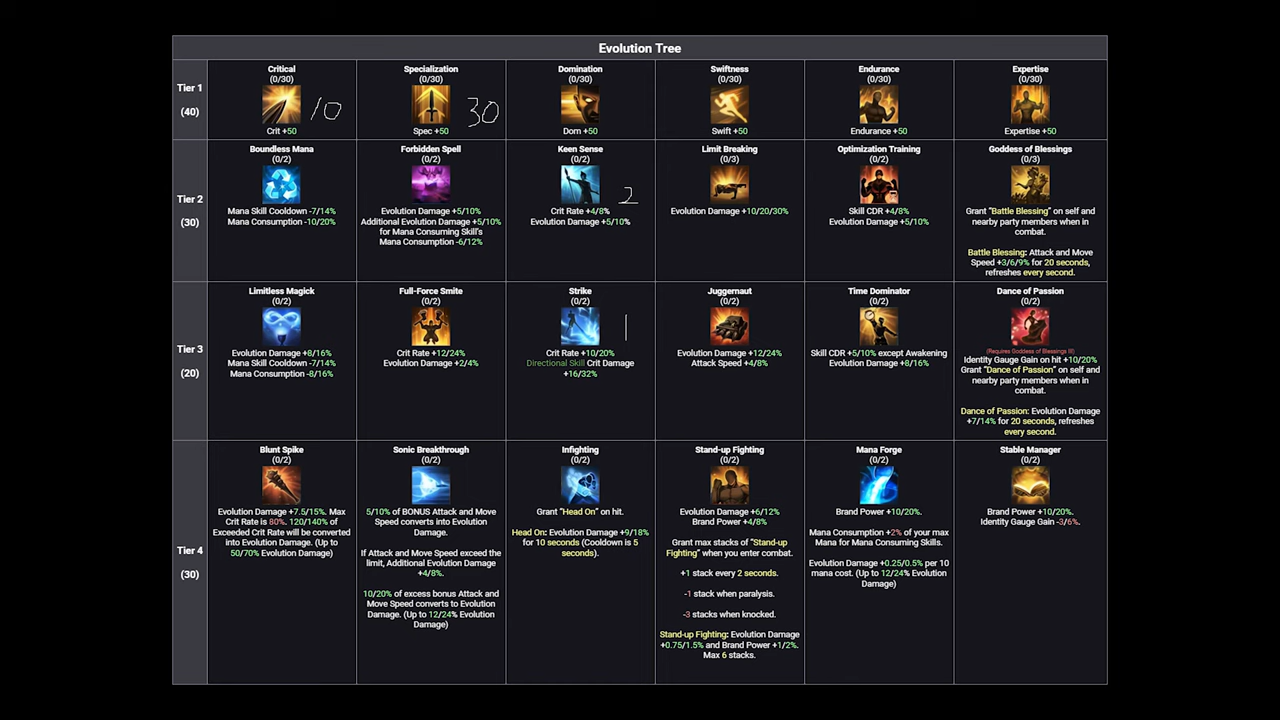 Evolution Tree
Tier 1
(40)
Critical
(0/30)
10
Crit +50
Specialization
(0/30)
30
Spec +50
Domination
(0/30)
Dom +50
Swiftness
(0/30)
Swift +50
Endurance
(0/30)
Endurance +50
Expertise
(0/30)
Expertise +50
Tier 2
(30)
Boundless Mana
(0/2)
Mana Skill Cooldown -7/14%
Mana Consumption -10/20%
Forbidden Spell
(0/2)
Evolution Damage +5/10%
Additional Evolution Damage +5/10%
for Mana Consuming Skill's
Mana Consumption -6/12%
Keen Sense
(0/2)
2
Crit Rate +4/8%
Evolution Damage +5/10%
Limit Breaking
(0/3)
Evolution Damage +10/20/30%
Optimization Training
(0/2)
Skill CDR +4/8%
Evolution Damage +5/10%
Goddess of Blessings
(0/3)
Grant "Battle Blessing" on self and
nearby party members when in
combat.
Battle Blessing: Attack and Move
Speed +3/6/9% for 20 seconds,
refreshes every second.
Tier 3
(20)
Limitless Magick
(0/2)
Evolution Damage +8/16%
Mana Skill Cooldown -7/14%
Mana Consumption -8/16%
Full-Force Smite
(0/2)
Crit Rate +12/24%
Evolution Damage +2/4%
Strike
(0/2)
1
Crit Rate +10/20%
Directional Skill Crit Damage
+16/32%
Juggernaut
(0/2)
Evolution Damage +12/24%
Attack Speed +4/8%
Time Dominator
(0/2)
Skill CDR +5/10% except Awakening
Evolution Damage +8/16%
Dance of Passion
(0/2)
(Requires Goddess of Blessings III)
Identity Gauge Gain on hit +10/20%
Grant "Dance of Passion" on self and
nearby party members when in
combat.
Dance of Passion: Evolution Damage
+7/14% for 20 seconds, refreshes
every second.
Tier 4
(30)
Blunt Spike
(0/2)
Evolution Damage +7.5/15%. Max
Crit Rate is 80%. 120/140% of
Exceeded Crit Rate will be converted
into Evolution Damage. (Up to
50/70% Evolution Damage)
Sonic Breakthrough
(0/2)
5/10% of BONUS Attack and Move
Speed converts into Evolution
Damage.
If Attack and Move Speed exceed the
limit, Additional Evolution Damage
+4/8%.
10/20% of excess bonus Attack and
Move Speed converts to Evolution
Damage. (Up to 12/24% Evolution
Damage)
Infighting
(0/2)
Grant "Head On" on hit.
Head On: Evolution Damage +9/18%
for 10 seconds (Cooldown is 5
seconds).
Stand-up Fighting
(0/2)
Evolution Damage +6/12%
Brand Power +4/8%
Grant max stacks of "Stand-up
Fighting" when you enter combat.
+1 stack every 2 seconds.
-1 stack when paralysis.
-3 stacks when knocked.
Stand-up Fighting: Evolution Damage
+0.75/1.5% and Brand Power +1/2%.
Max 6 stacks.
Mana Forge
(0/2)
Brand Power +10/20%.
Mana Consumption +2% of your max
Mana for Mana Consuming Skills.
Evolution Damage +0.25/0.5% per 10
mana cost. (Up to 12/24% Evolution
Damage)
Stable Manager
(0/2)
Brand Power +10/20%.
Identity Gauge Gain -3/6%.